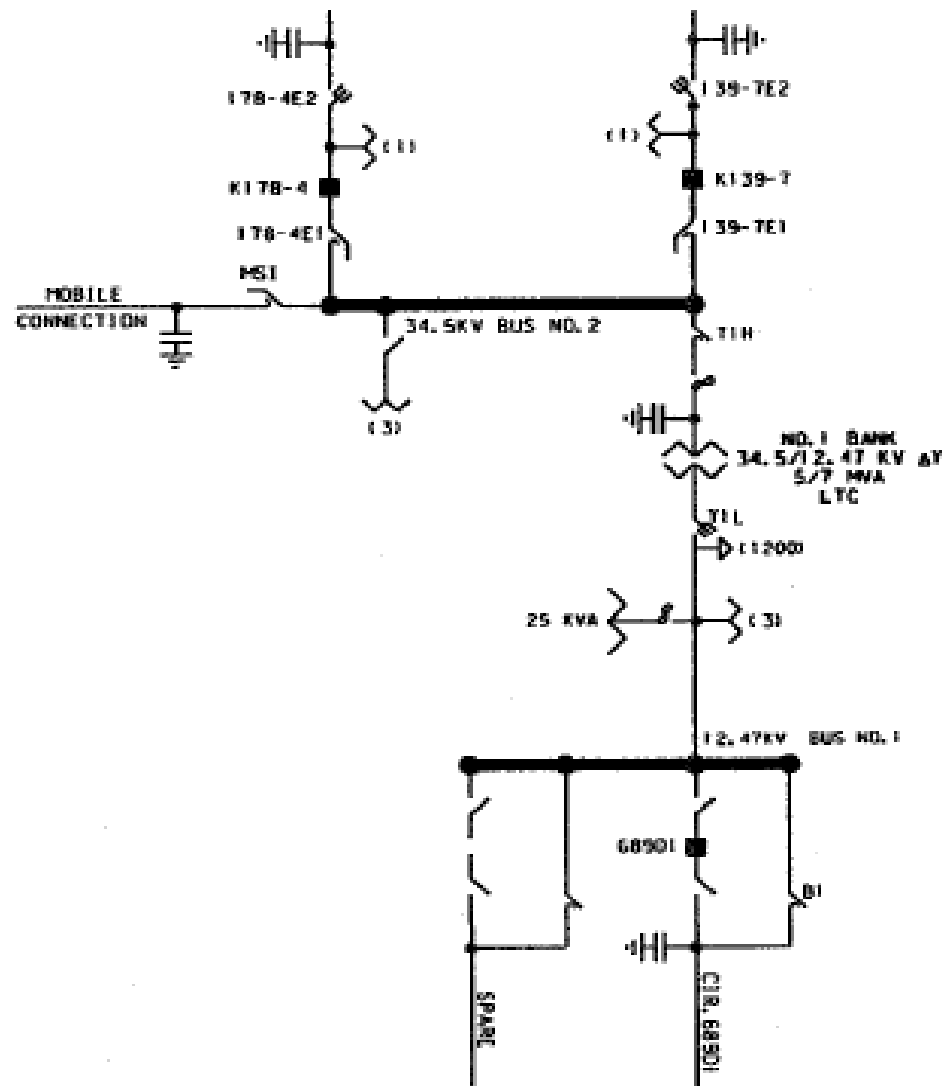 178-4E2
139-7E2
(1)
(1)
K178-4
K139-7
178-4E1
139-7E1
MS1
MOBILE
CONNECTION
34.5KV BUS NO.2
T1H
(3)
NO.1 BANK
34.5/12.47 KV ΔY
5/7 MVA
LTC
T1L
(1200)
25 KVA
(3)
12.47KV BUS NO.1
689D1
B1
SPARE
CIR. 689D1